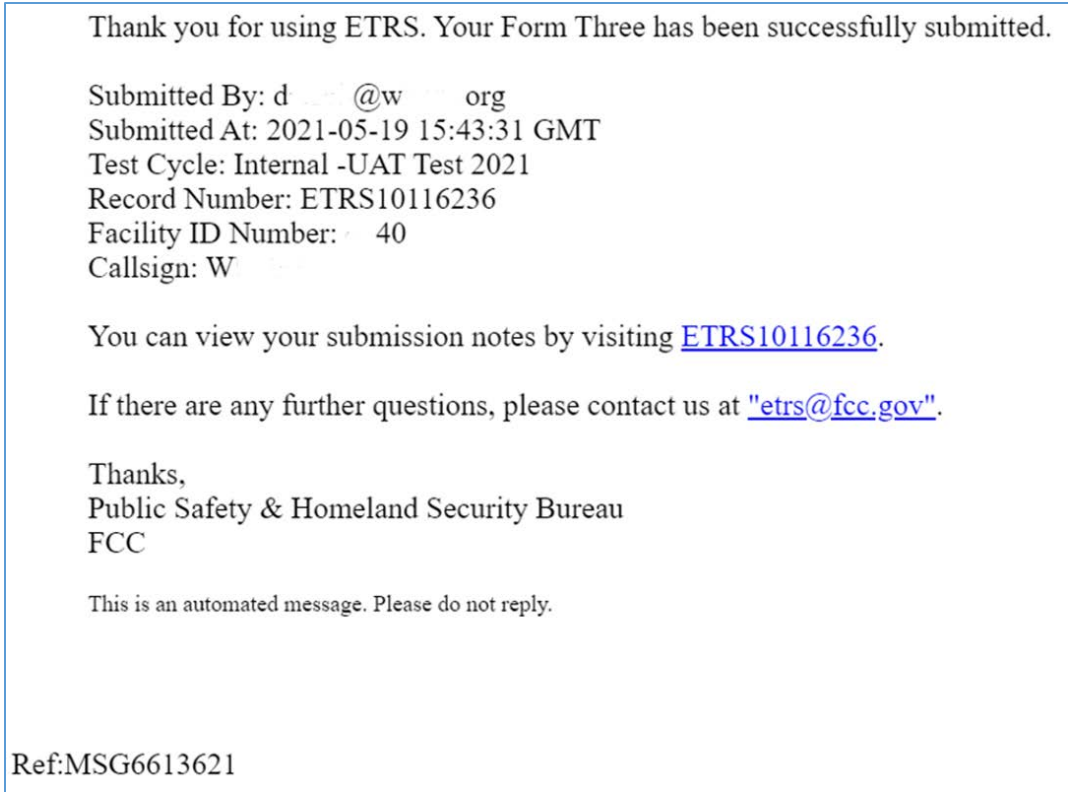 Thank you for using ETRS. Your Form Three has been successfully submitted.
Submitted By: d @w org
Submitted At: 2021-05-19 15:43:31 GMT
Test Cycle: Internal -UAT Test 2021
Record Number: ETRS10116236
Facility ID Number: 40
Callsign: W
You can view your submission notes by visiting ETRS10116236.
If there are any further questions, please contact us at "etrs@fcc.gov".
Thanks,
Public Safety & Homeland Security Bureau
FCC
This is an automated message. Please do not reply.
Ref:MSG6613621